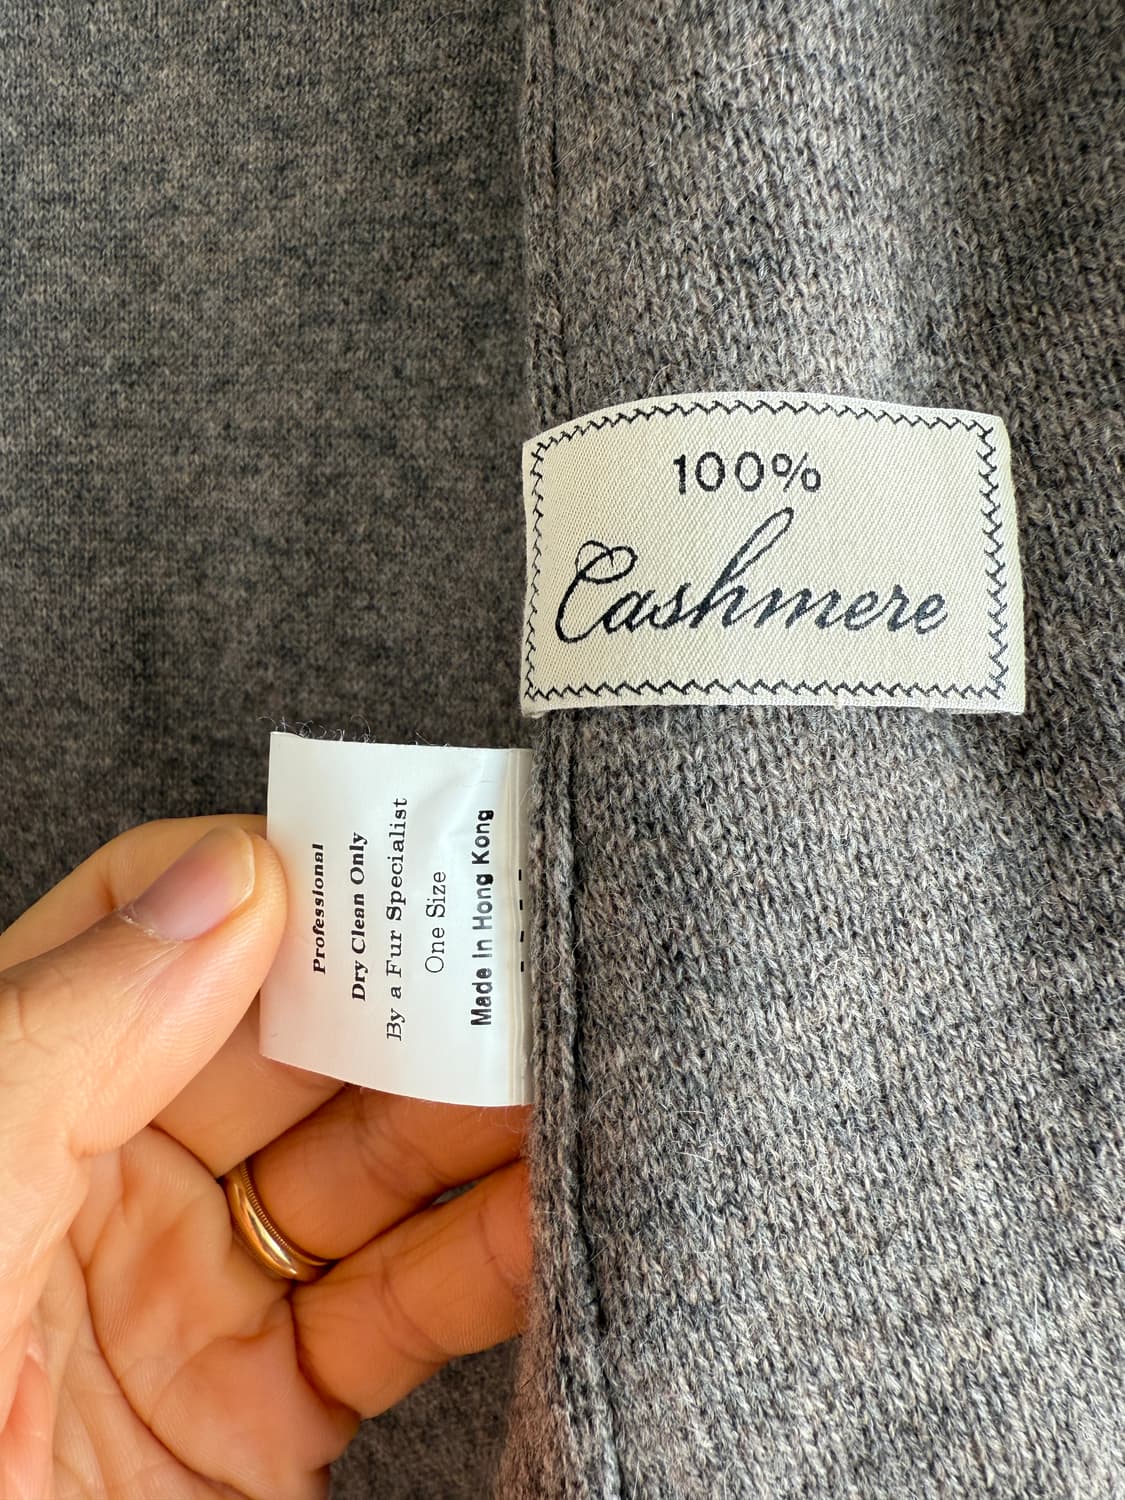 100%
Cashmere
Professional
Dry Clean Only
By a Fur Specialist
One Size
Made In Hong Kong